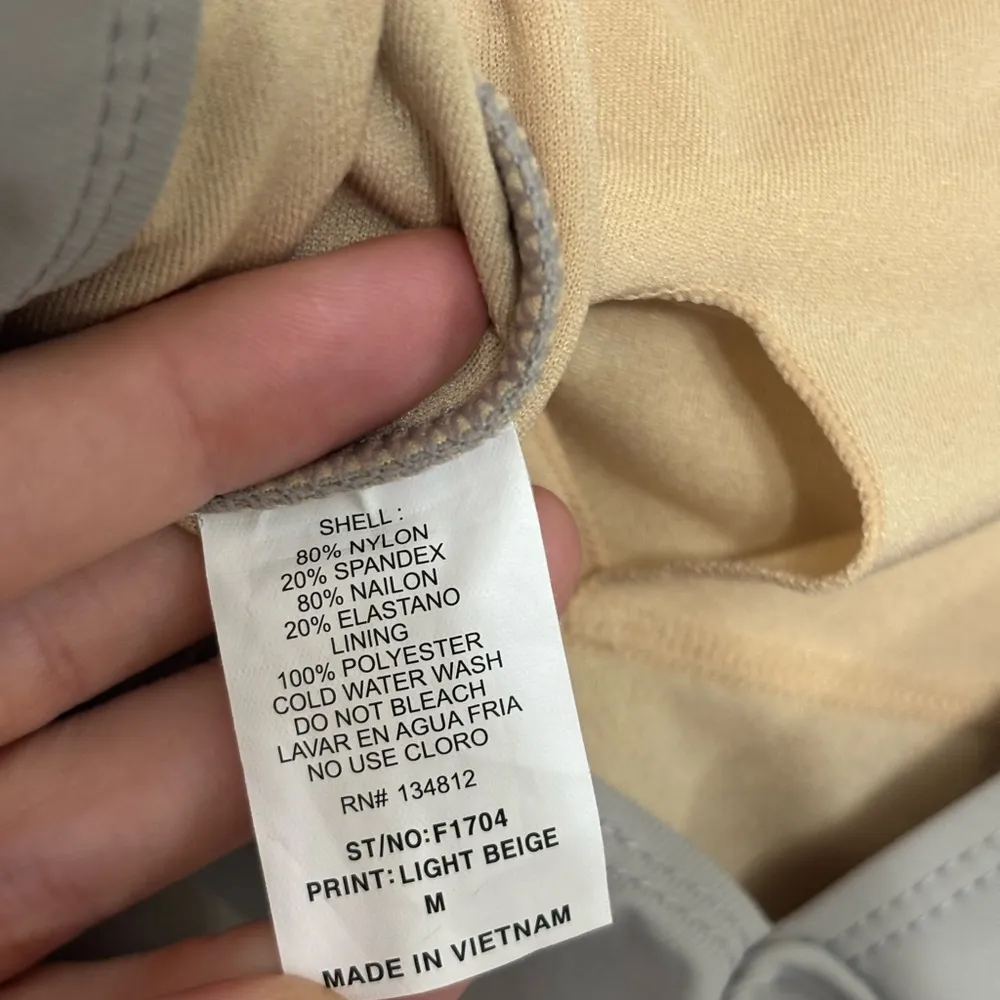 SHELL :
80% NYLON
20% SPANDEX
80% NAILON
20% ELASTANO
LINING
100% POLYESTER
COLD WATER WASH
DO NOT BLEACH
LAVAR EN AGUA FRIA
NO USE CLORO
RN# 134812
ST/NO:F1704
PRINT:LIGHT BEIGE
M
MADE IN VIETNAM